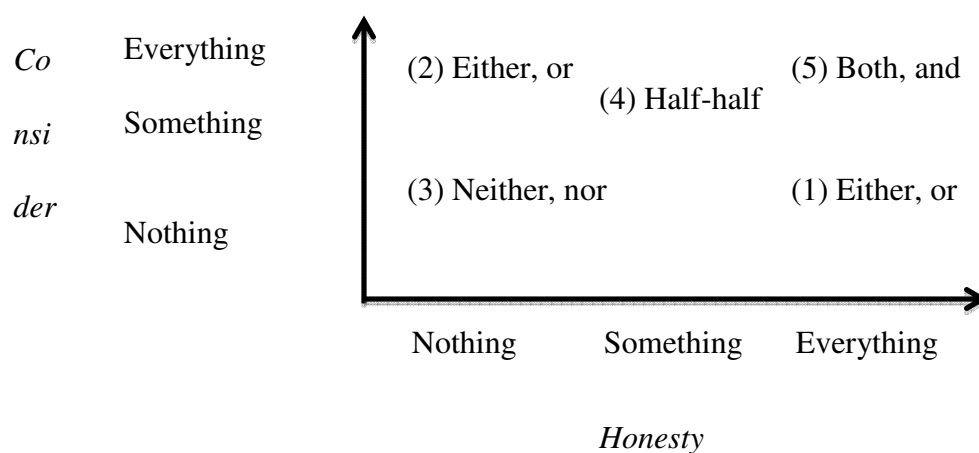 Everything
Co
(2) Either, or
(5) Both, and
(4) Half-half
Something
nsi
(3) Neither, nor
(1) Either, or
der
Nothing
Nothing
Something
Everything
Honesty